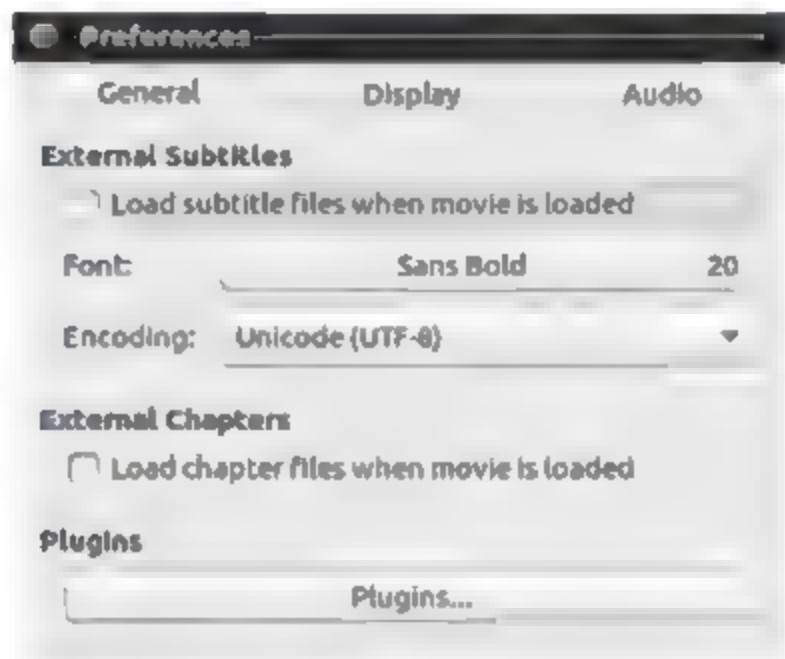 Preferences
General Display Audio
External Subtitles
Load subtitle files when movie is loaded
Font: Sans Bold 20
Encoding: Unicode (UTF-8)
External Chapters
Load chapter files when movie is loaded
Plugins
Plugins...